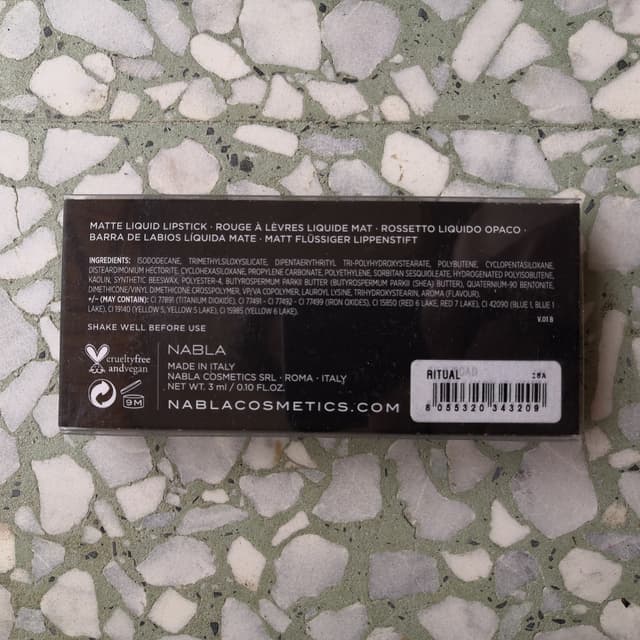 MATTE LIQUID LIPSTICK · ROUGE À LÈVRES LIQUIDE MAT · ROSSETTO LIQUIDO OPACO ·
BARRA DE LABIOS LÍQUIDA MATE · MATT FLÜSSIGER LIPPENSTIFT
INGREDIENTS: ISODODECANE, TRIMETHYLSILOXYSILICATE, DIPENTAERYTHRITYL TRI-POLYHYDROXYSTEARATE, POLYBUTENE, CYCLOPENTASILOXANE,
DISTEARDIMONIUM HECTORITE, CYCLOHEXASILOXANE, PROPYLENE CARBONATE, POLYETHYLENE, SORBITAN SESQUIOLEATE, HYDROGENATED POLYISOBUTENE,
KAOLIN, SYNTHETIC BEESWAX, POLYESTER-4, BUTYROSPERMUM PARKII BUTTER (BUTYROSPERMUM PARKII (SHEA) BUTTER), QUATERNIUM-90 BENTONITE,
DIMETHICONE/VINYL DIMETHICONE CROSSPOLYMER, VP/VA COPOLYMER, LAUROYL LYSINE, TRIHYDROXYSTEARIN, AROMA (FLAVOUR).
+/- (MAY CONTAIN): CI 77891 (TITANIUM DIOXIDE), CI 77491 - CI 77492 - CI 77499 (IRON OXIDES), CI 15850 (RED 6 LAKE, RED 7 LAKE), CI 42090 (BLUE 1, BLUE 1
LAKE), CI 19140 (YELLOW 5, YELLOW 5 LAKE), CI 15985 (YELLOW 6 LAKE).
V.01 B
SHAKE WELL BEFORE USE
crueltyfree
andvegan
9M
NABLA
MADE IN ITALY
NABLA COSMETICS SRL · ROMA · ITALY
NET WT. 3 ml / 0.10 FL.OZ.
NABLACOSMETICS.COM
RITUAL
8 055320 343209